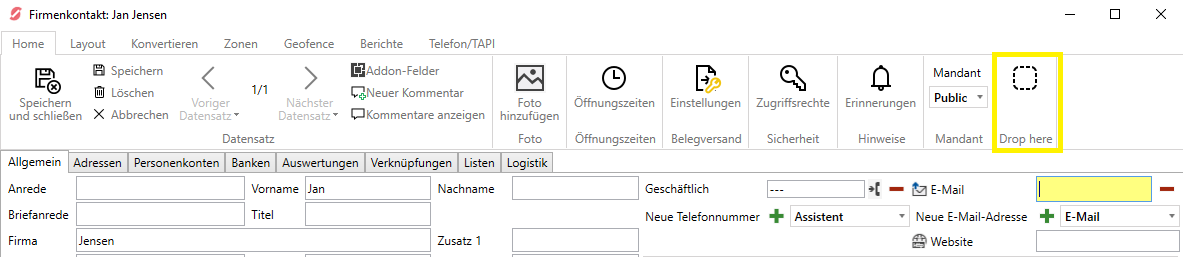 Firmenkontakt: Jan Jensen
Home Layout Konvertieren Zonen Geofence Berichte Telefon/TAPI
Speichern und schließen
Speichern
Löschen
Abbrechen
Voriger Datensatz
1/1
Nächster Datensatz
Addon-Felder
Neuer Kommentar
Kommentare anzeigen
Datensatz
Foto hinzufügen
Foto
Öffnungszeiten
Öffnungszeiten
Einstellungen
Belegversand
Zugriffsrechte
Sicherheit
Erinnerungen
Hinweise
Mandant
Public
Mandant
Drop here
Allgemein Adressen Personenkonten Banken Auswertungen Verknüpfungen Listen Logistik
Anrede Vorname Jan Nachname Geschäftlich --- E-Mail
Briefanrede Titel Neue Telefonnummer Assistent Neue E-Mail-Adresse E-Mail
Firma Jensen Zusatz 1 Website